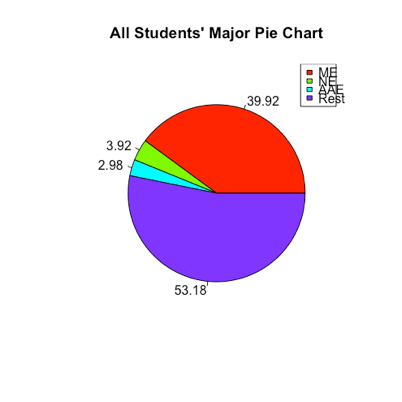 All Students' Major Pie Chart
ME
NE
AAE
Rest
39.92
3.92
2.98
53.18